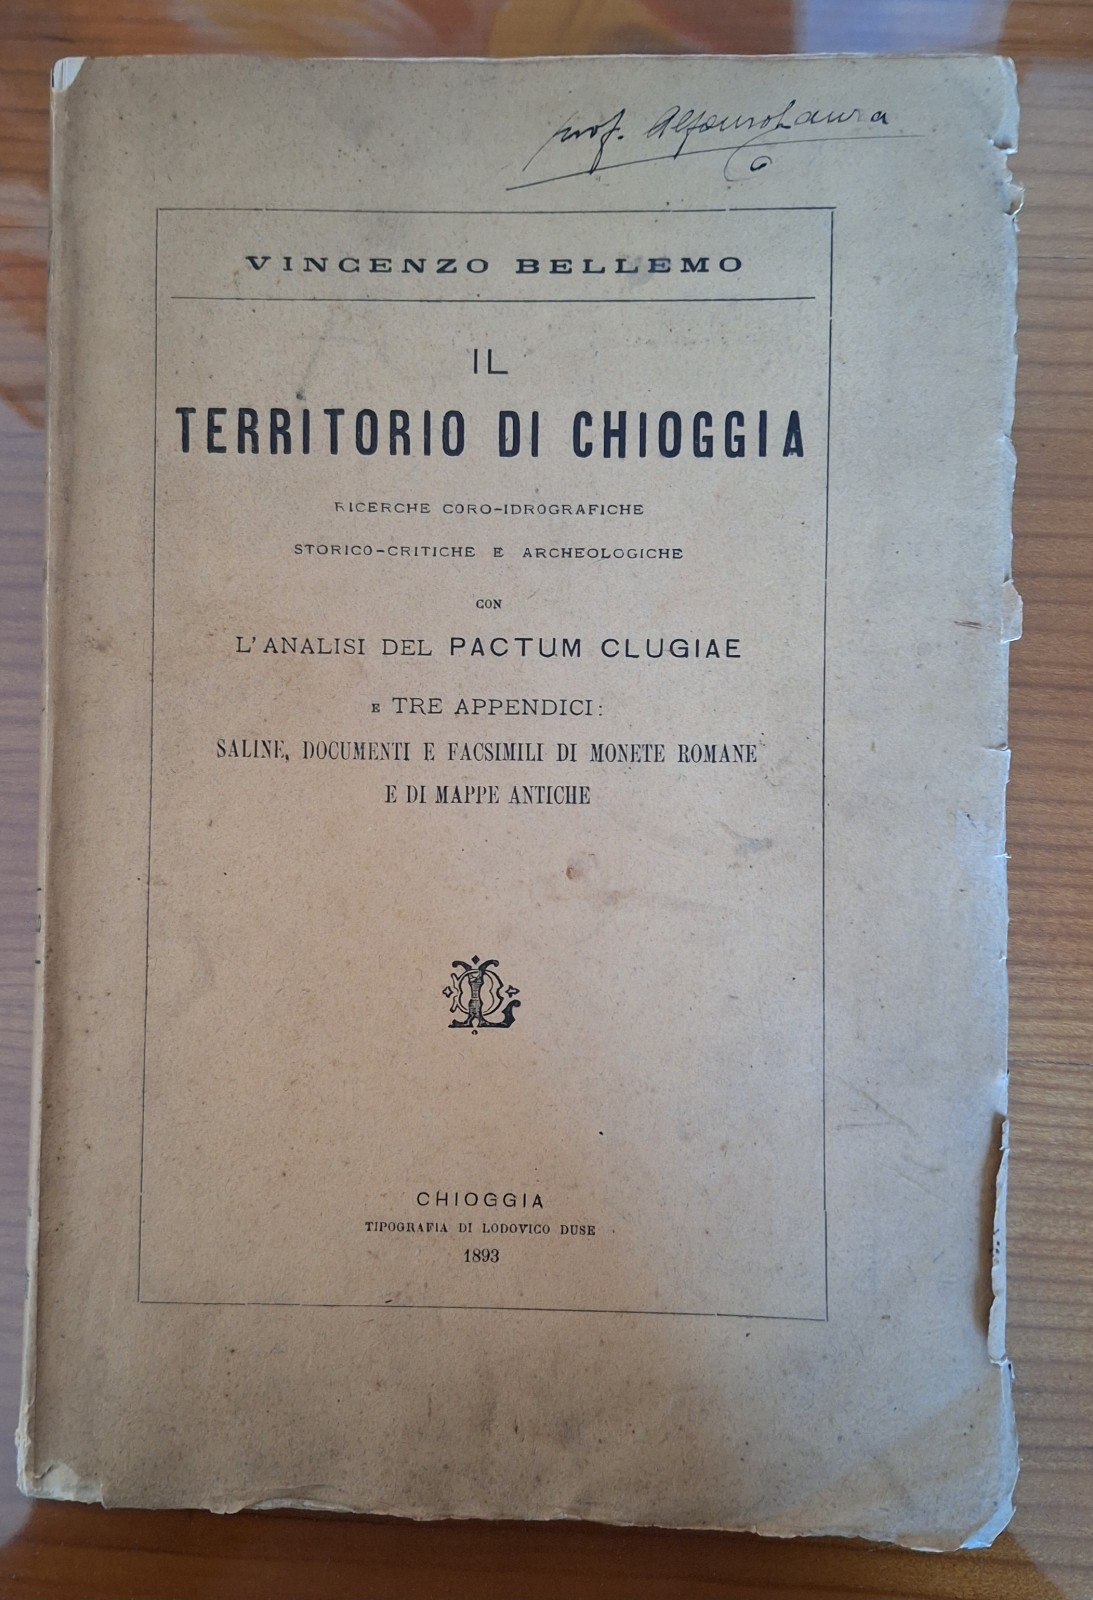 prof. Alfonso Laura
VINCENZO BELLEMO
IL
TERRITORIO DI CHIOGGIA
RICERCHE CORO-IDROGRAFICHE
STORICO-CRITICHE E ARCHEOLOGICHE
CON
L'ANALISI DEL PACTUM CLUGIAE
E TRE APPENDICI:
SALINE, DOCUMENTI E FACSIMILI DI MONETE ROMANE
E DI MAPPE ANTICHE
CHIOGGIA
TIPOGRAFIA DI LODOVICO DUSE
1893